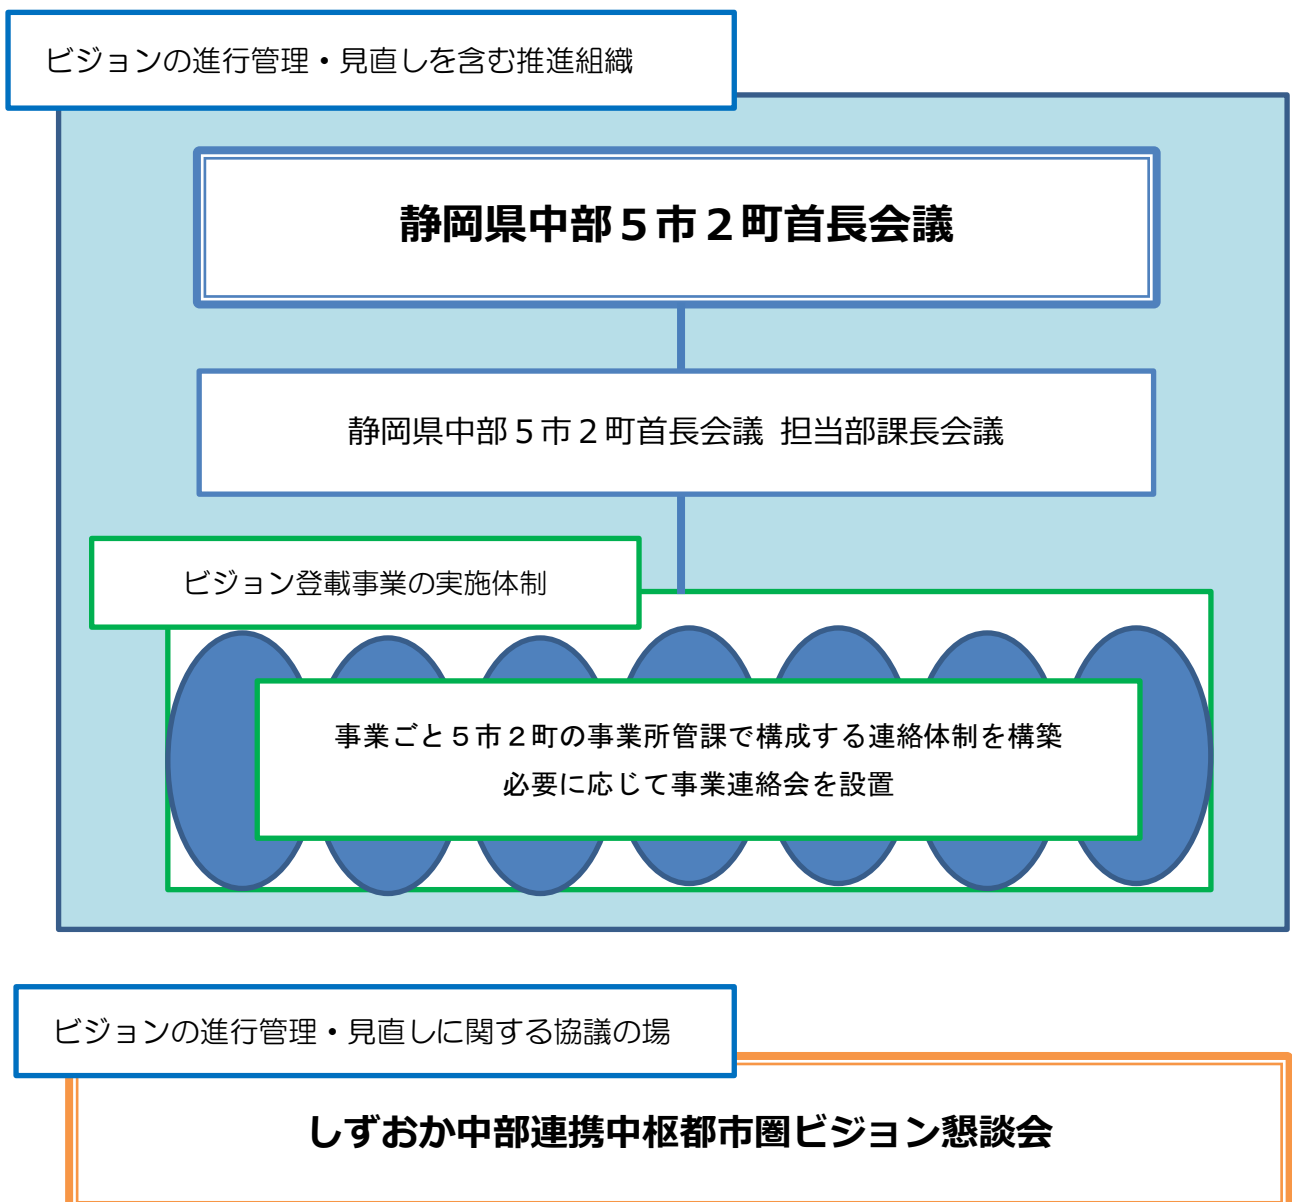 ビジョンの進行管理・見直しを含む推進組織
静岡県中部５市２町首長会議
静岡県中部５市２町首長会議 担当部課長会議
ビジョン登載事業の実施体制
事業ごと５市２町の事業所管課で構成する連絡体制を構築
必要に応じて事業連絡会を設置
ビジョンの進行管理・見直しに関する協議の場
しずおか中部連携中枢都市圏ビジョン懇談会